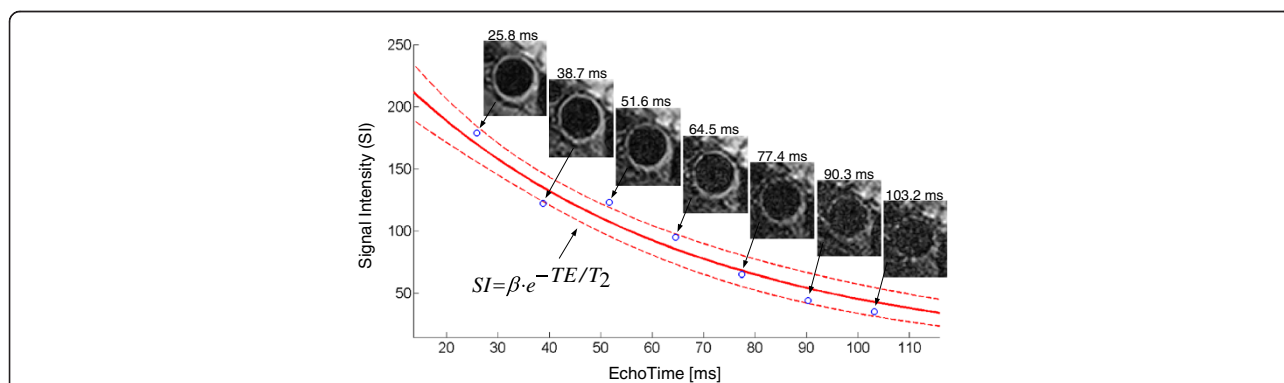 250
200
150
100
50
Signal Intensity (SI)
25.8 ms
38.7 ms
51.6 ms
64.5 ms
77.4 ms
90.3 ms
103.2 ms
SI=β·e^−TE/T₂
20 30 40 50 60 70 80 90 100 110
EchoTime [ms]